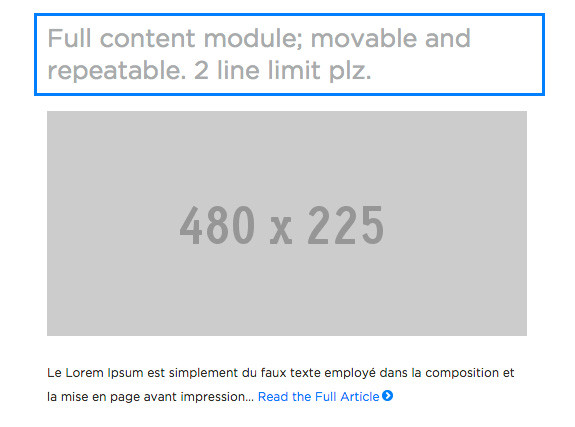 Full content module; movable and
repeatable. 2 line limit plz.
480 x 225
Le Lorem Ipsum est simplement du faux texte employé dans la composition et
la mise en page avant impression... Read the Full Article